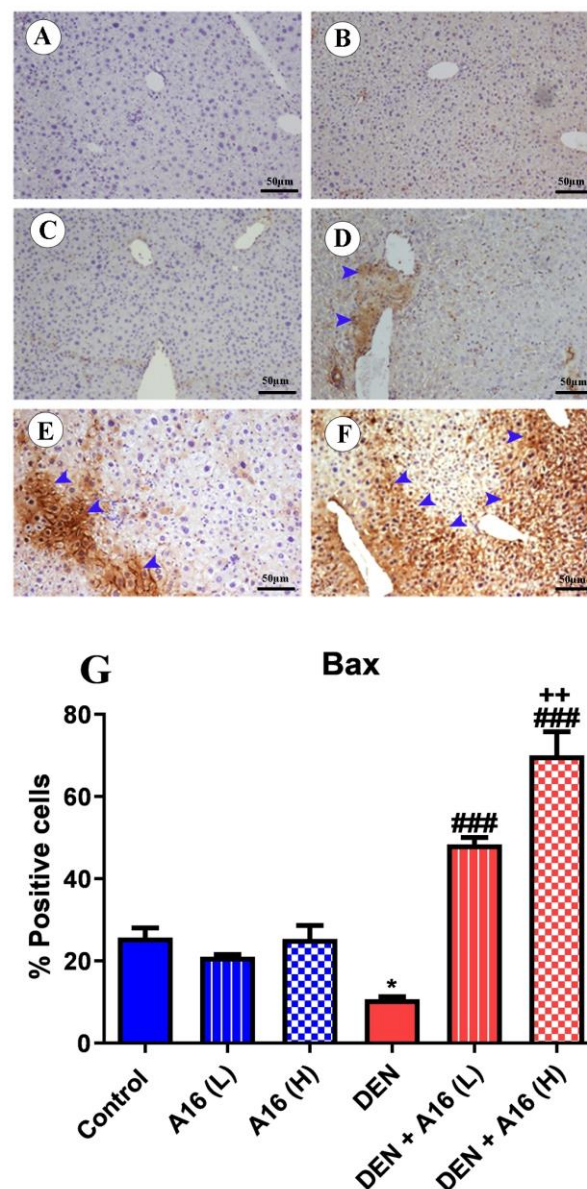 A
B
50µm
50µm
C
D
50µm
50µm
E
F
50µm
50µm
G
Bax
80
60
40
20
0
% Positive cells
*
###
++
###
Control
A16 (L)
A16 (H)
DEN
DEN + A16 (L)
DEN + A16 (H)